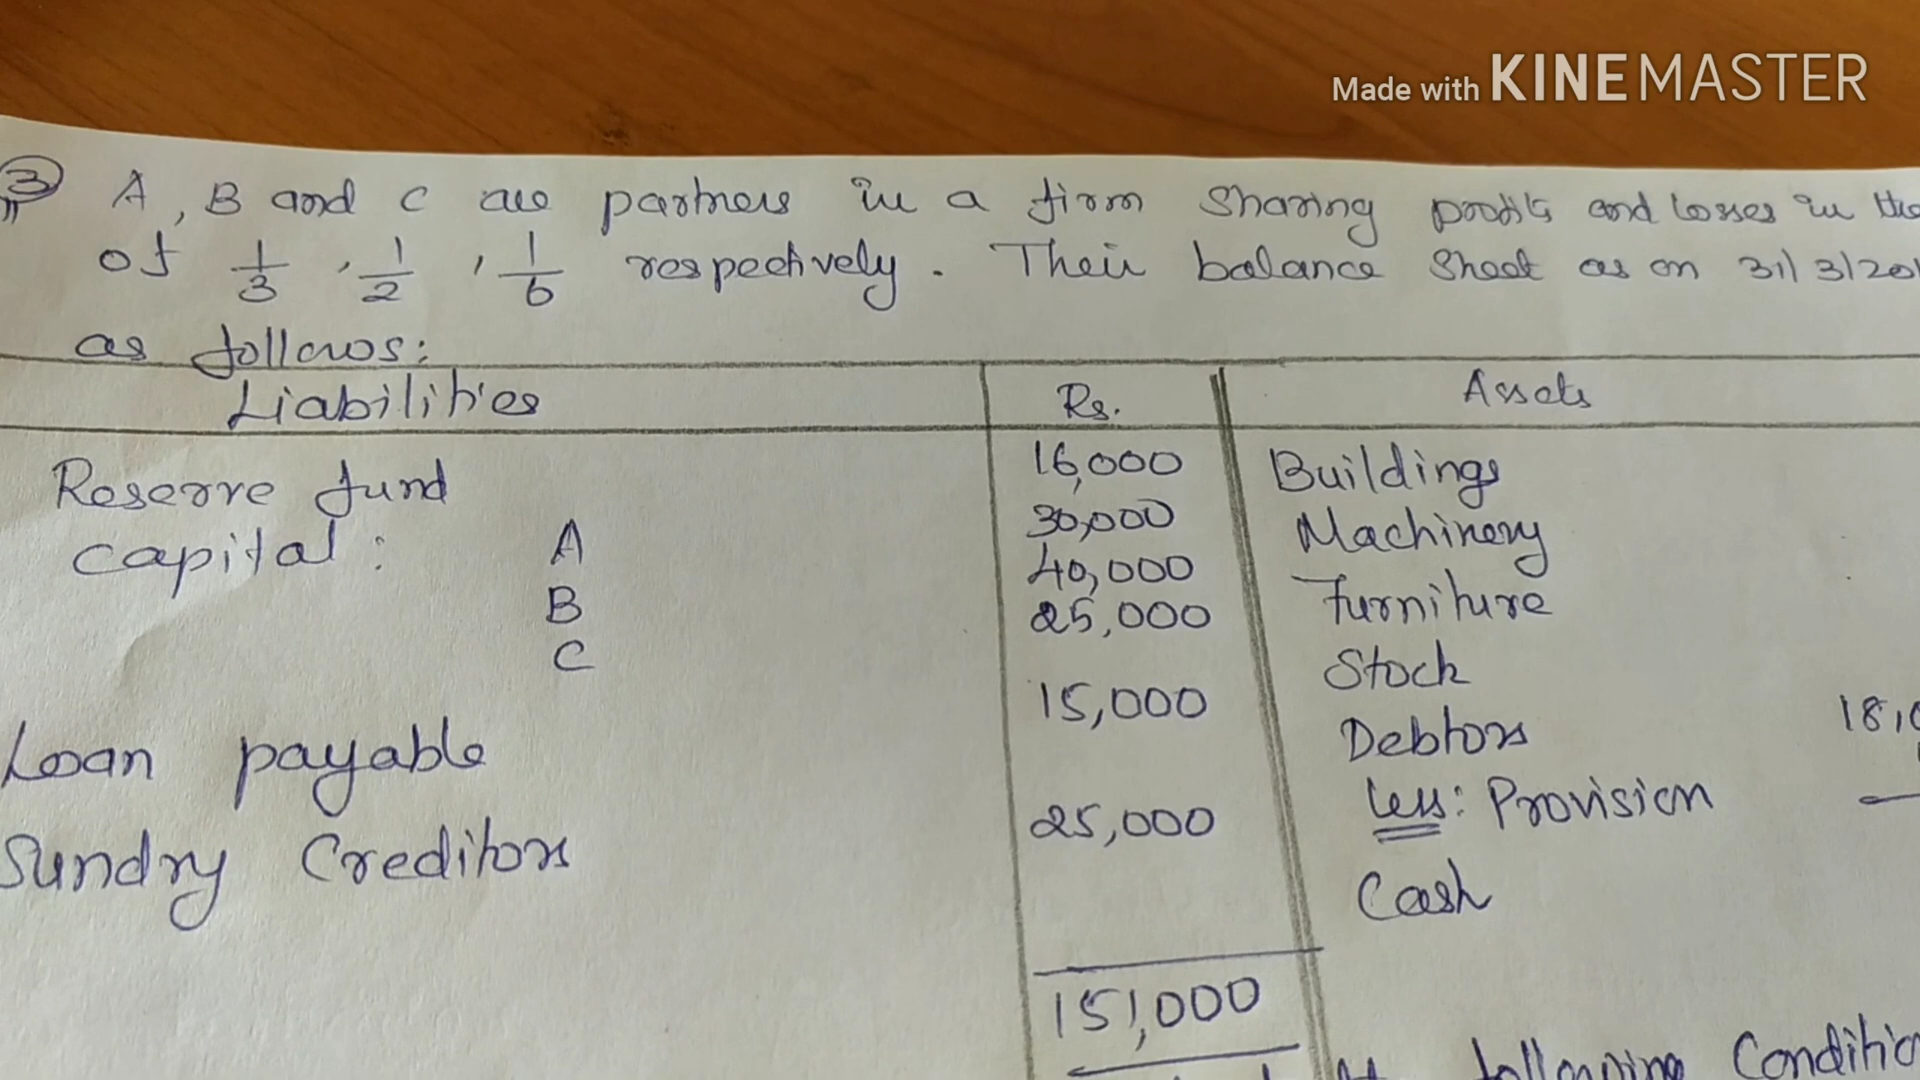 Made with KINEMASTER
3 A, B and C are partners in a firm sharing profits and losses in the
of 1/3, 1/2, 1/6 respectively. Their balance sheet as on 31/3/201
as follows:
Liabilities Rs. Assets
Reserve fund 16,000 Buildings
Capital: A 30,000 Machinery
B 40,000 Furniture
C 25,000 Stock
Loan payable 15,000 Debtors 18,0
Less: Provision
Sundry Creditors 25,000 Cash
151,000
following Conditio